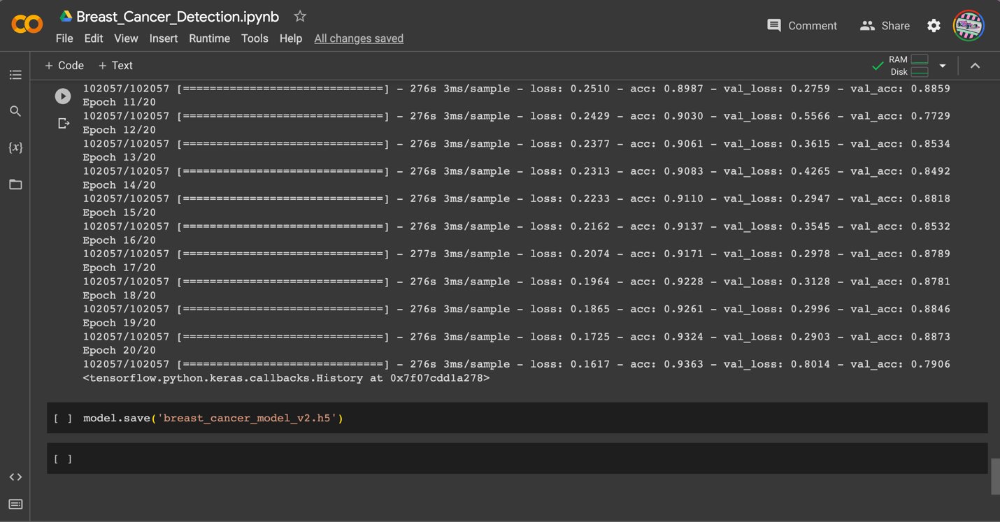 Breast_Cancer_Detection.ipynb
File Edit View Insert Runtime Tools Help All changes saved
Comment Share
+ Code + Text
RAM
Disk
102057/102057 [==============================] - 276s 3ms/sample - loss: 0.2510 - acc: 0.8987 - val_loss: 0.2759 - val_acc: 0.8859
Epoch 11/20
102057/102057 [==============================] - 276s 3ms/sample - loss: 0.2429 - acc: 0.9030 - val_loss: 0.5566 - val_acc: 0.7729
Epoch 12/20
102057/102057 [==============================] - 276s 3ms/sample - loss: 0.2377 - acc: 0.9061 - val_loss: 0.3615 - val_acc: 0.8534
Epoch 13/20
102057/102057 [==============================] - 276s 3ms/sample - loss: 0.2313 - acc: 0.9083 - val_loss: 0.4265 - val_acc: 0.8492
Epoch 14/20
102057/102057 [==============================] - 276s 3ms/sample - loss: 0.2233 - acc: 0.9110 - val_loss: 0.2947 - val_acc: 0.8818
Epoch 15/20
102057/102057 [==============================] - 276s 3ms/sample - loss: 0.2162 - acc: 0.9137 - val_loss: 0.3545 - val_acc: 0.8532
Epoch 16/20
102057/102057 [==============================] - 277s 3ms/sample - loss: 0.2074 - acc: 0.9171 - val_loss: 0.2978 - val_acc: 0.8789
Epoch 17/20
102057/102057 [==============================] - 276s 3ms/sample - loss: 0.1964 - acc: 0.9228 - val_loss: 0.3128 - val_acc: 0.8781
Epoch 18/20
102057/102057 [==============================] - 276s 3ms/sample - loss: 0.1865 - acc: 0.9261 - val_loss: 0.2996 - val_acc: 0.8846
Epoch 19/20
102057/102057 [==============================] - 276s 3ms/sample - loss: 0.1725 - acc: 0.9324 - val_loss: 0.2903 - val_acc: 0.8873
Epoch 20/20
102057/102057 [==============================] - 276s 3ms/sample - loss: 0.1617 - acc: 0.9363 - val_loss: 0.8014 - val_acc: 0.7906
<tensorflow.python.keras.callbacks.History at 0x7f07cdd1a278>
[ ] model.save('breast_cancer_model_v2.h5')
[ ]
{x}
<>